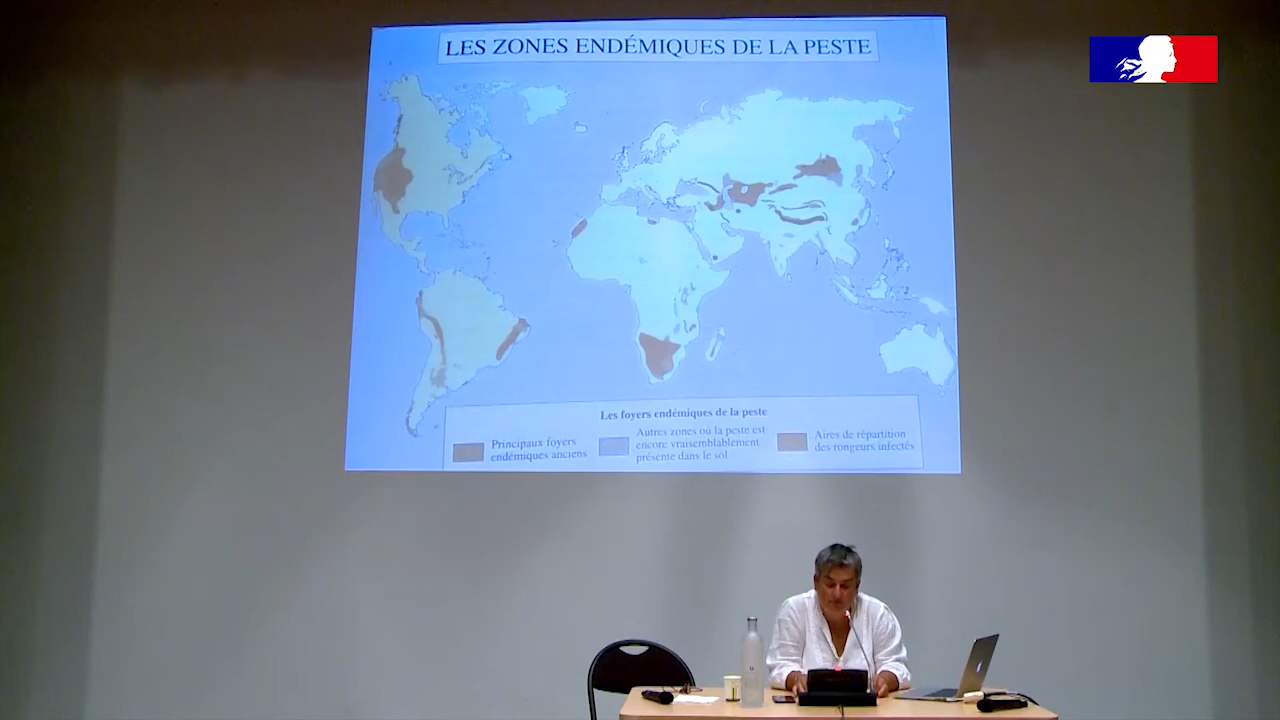 LES ZONES ENDÉMIQUES DE LA PESTE
Les foyers endémiques de la peste
Principaux foyers
endémiques anciens
Autres zones où la peste est
encore vraisemblablement
présente dans le sol
Aires de répartition
des rongeurs infectés